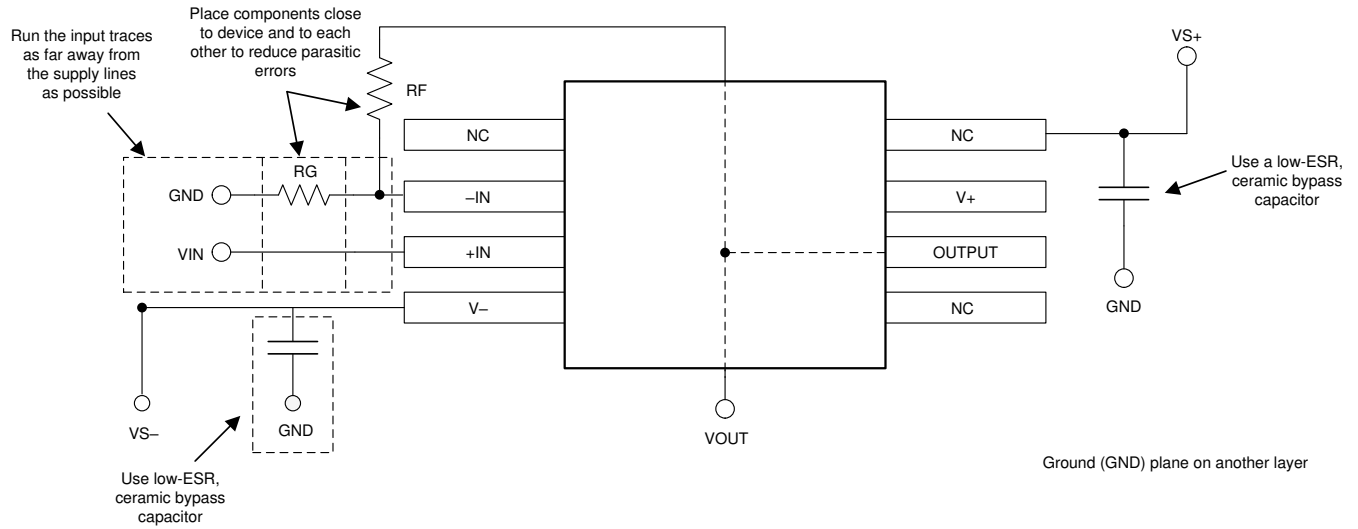 Place components close
to device and to each
other to reduce parasitic
errors
Run the input traces
as far away from
the supply lines
as possible
VS+
RF
NC
NC
Use a low-ESR,
ceramic bypass
capacitor
RG
GND
–IN
V+
VIN
+IN
OUTPUT
V–
NC
GND
VS–
GND
VOUT
Use low-ESR,
ceramic bypass
capacitor
Ground (GND) plane on another layer